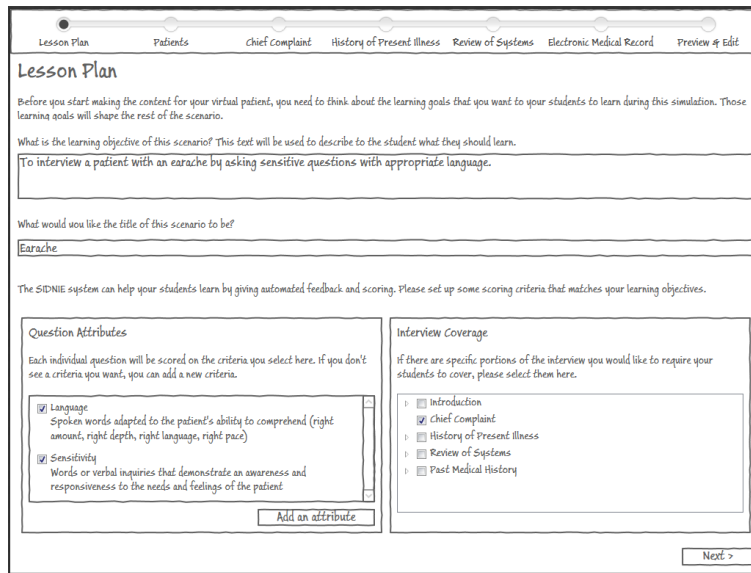 Lesson Plan Patients Chief Complaint History of Present Illness Review of Systems Electronic Medical Record Preview & Edit
Lesson Plan
Before you start making the content for your virtual patient, you need to think about the learning goals that you want to your students to learn during this simulation. Those
learning goals will shape the rest of the scenario.
What is the learning objective of this scenario? This text will be used to describe to the student what they should learn.
To interview a patient with an earache by asking sensitive questions with appropriate language.
What would you like the title of this scenario to be?
Earache
The SIDNIE system can help your students learn by giving automated feedback and scoring. Please set up some scoring criteria that matches your learning objectives.
Question Attributes
Each individual question will be scored on the criteria you select here. If you don't
see a criteria you want, you can add a new criteria.
Language
Spoken words adapted to the patient's ability to comprehend (right
amount, right depth, right language, right pace)
Sensitivity
Words or verbal inquiries that demonstrate an awareness and
responsiveness to the needs and feelings of the patient
Add an attribute
Interview Coverage
If there are specific portions of the interview you would like to require your
students to cover, please select them here.
Introduction
Chief Complaint
History of Present Illness
Review of Systems
Past Medical History
Next >